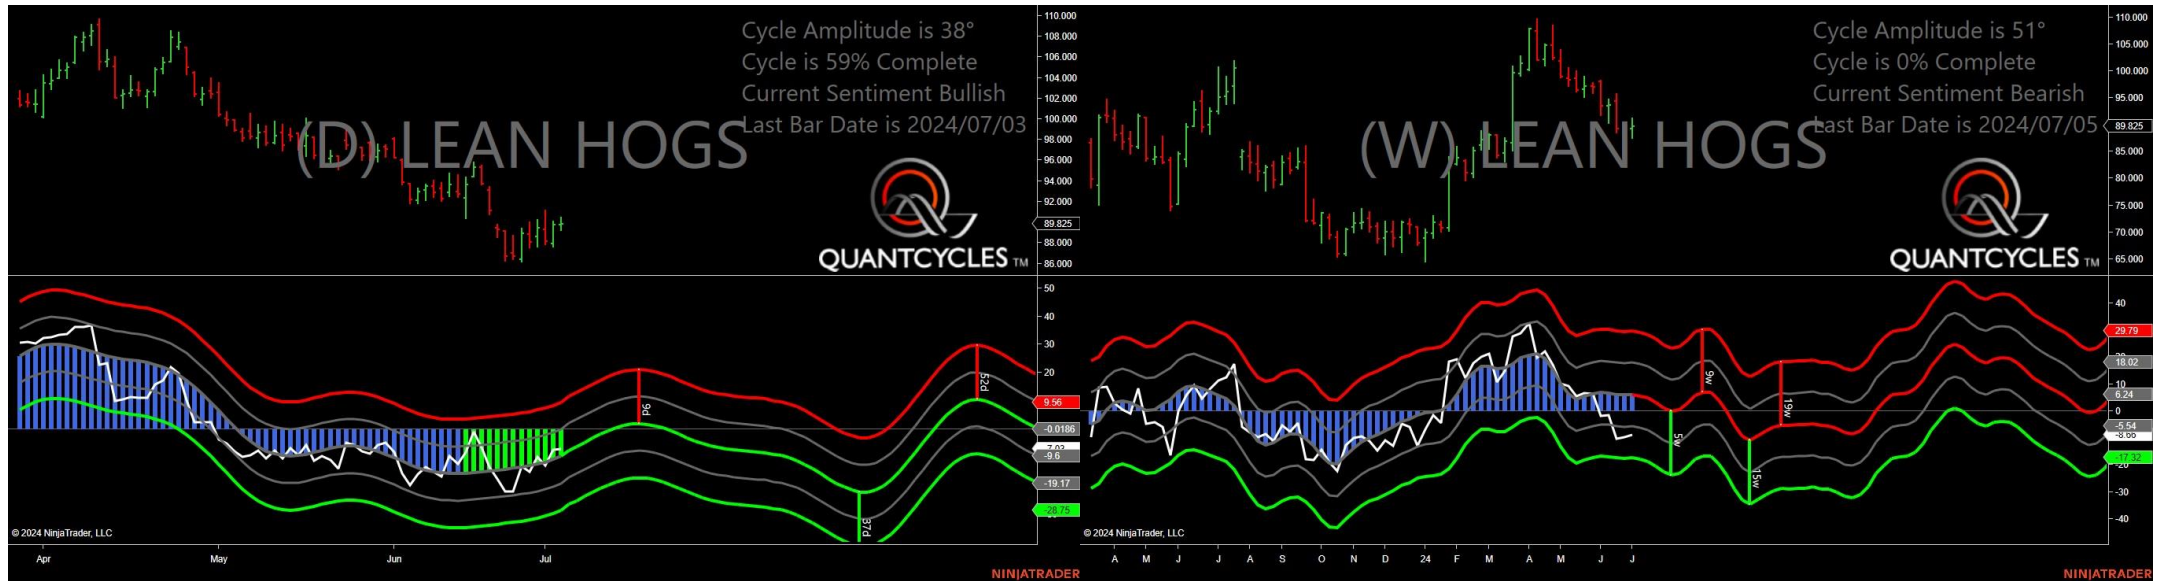 Cycle Amplitude is 38°
Cycle is 59% Complete
Current Sentiment Bullish
Last Bar Date is 2024/07/03
(D) LEAN HOGS
QUANTCYCLES TM
110.000
108.000
106.000
104.000
102.000
100.000
98.000
96.000
94.000
92.000
89.825
88.000
86.000
50
40
30
20
9.56
-0.0186
-7.03
-9.6
-19.17
-28.75
9d
37d
52d
© 2024 NinjaTrader, LLC
Apr May Jun Jul
NINJATRADER
Cycle Amplitude is 51°
Cycle is 0% Complete
Current Sentiment Bearish
Last Bar Date is 2024/07/05
(W) LEAN HOGS
QUANTCYCLES TM
110.000
105.000
100.000
95.000
89.825
85.000
80.000
75.000
70.000
65.000
40
29.79
18.02
10
6.24
0
-5.54
-8.66
-17.32
-20
-30
-40
5w
9w
15w
19w
© 2024 NinjaTrader, LLC
A M J J A S O N D 24 F M A M J J
NINJATRADER